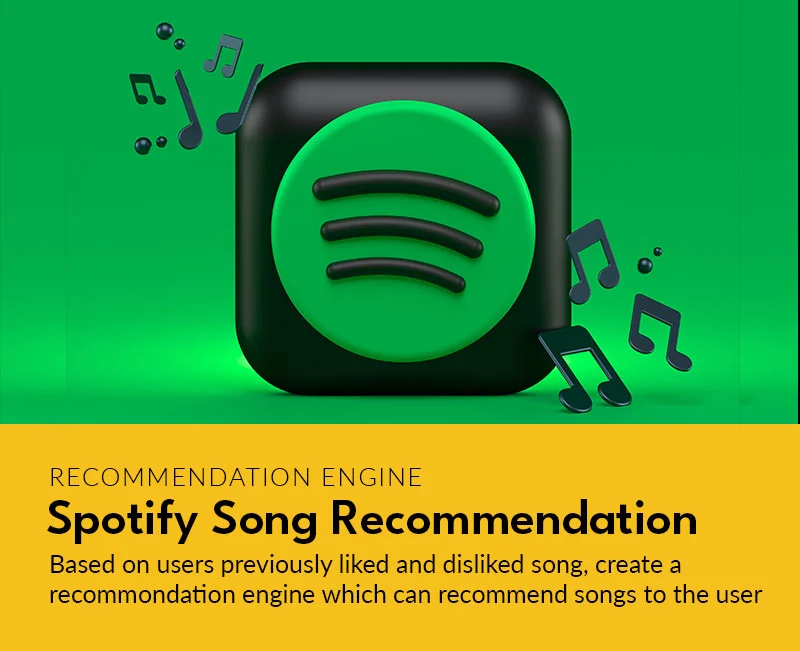 RECOMMENDATION ENGINE
Spotify Song Recommendation
Based on users previously liked and disliked song, create a
recommondation engine which can recommend songs to the user